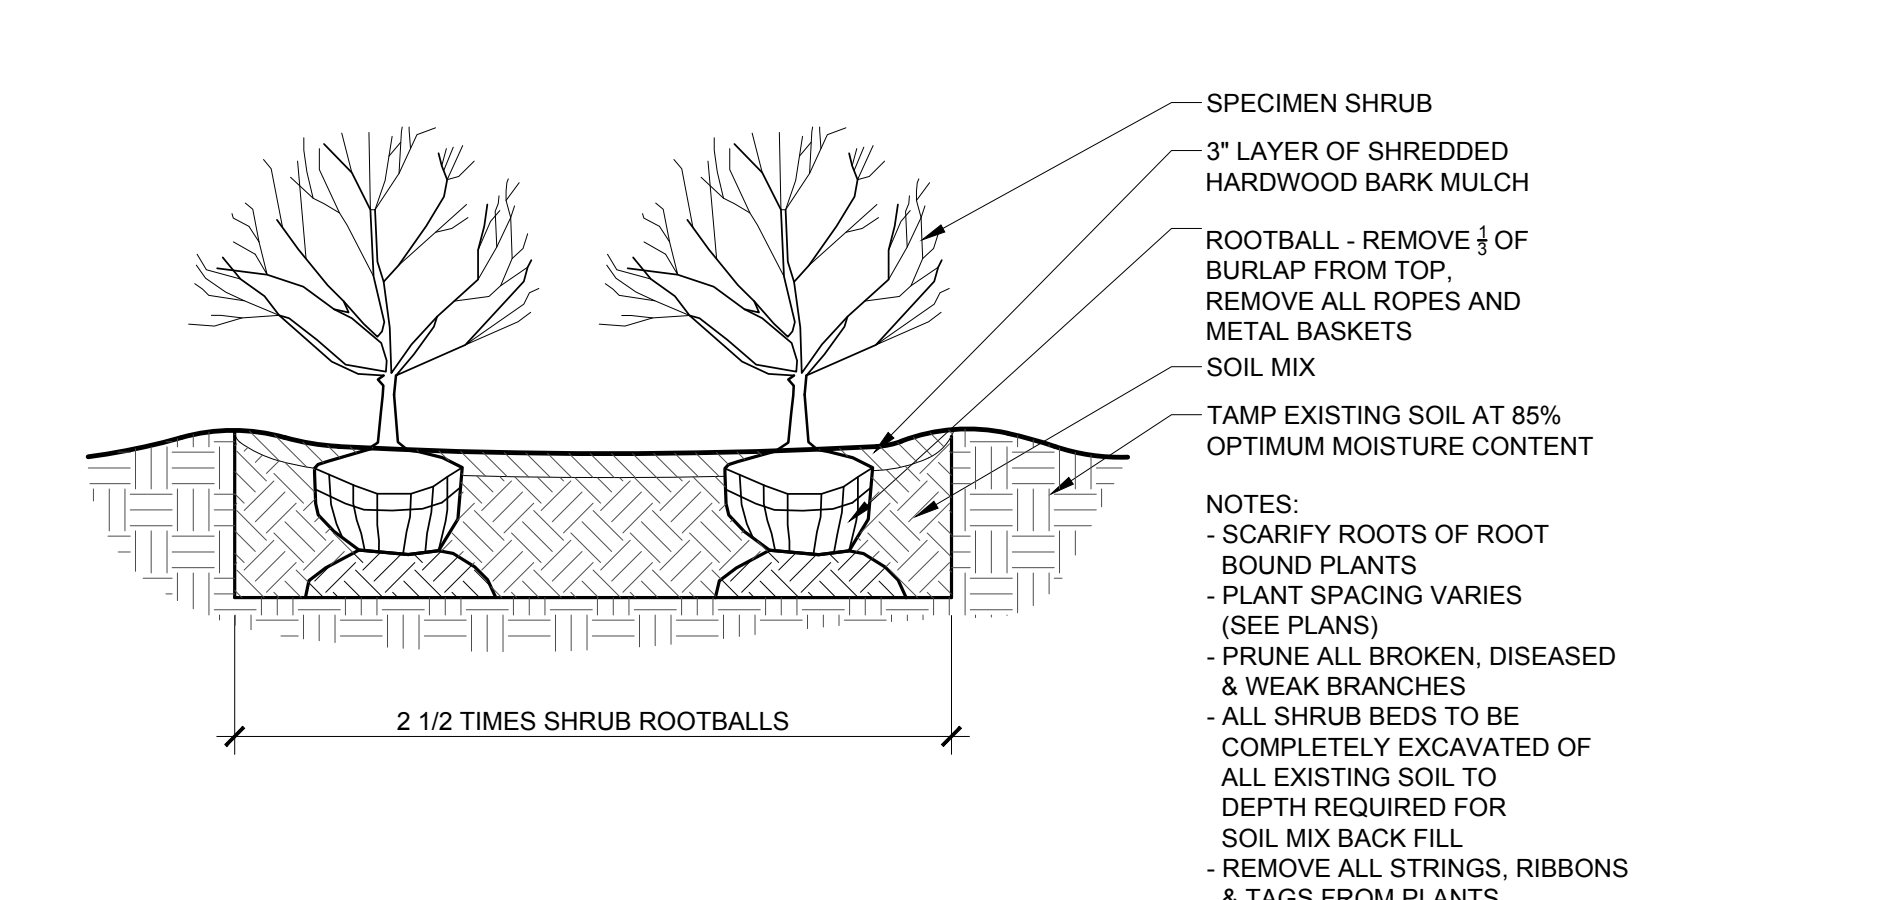 SPECIMEN SHRUB
3" LAYER OF SHREDDED
HARDWOOD BARK MULCH
ROOTBALL - REMOVE 1/3 OF
BURLAP FROM TOP,
REMOVE ALL ROPES AND
METAL BASKETS
SOIL MIX
TAMP EXISTING SOIL AT 85%
OPTIMUM MOISTURE CONTENT
NOTES:
- SCARIFY ROOTS OF ROOT
BOUND PLANTS
- PLANT SPACING VARIES
(SEE PLANS)
- PRUNE ALL BROKEN, DISEASED
& WEAK BRANCHES
- ALL SHRUB BEDS TO BE
COMPLETELY EXCAVATED OF
ALL EXISTING SOIL TO
DEPTH REQUIRED FOR
SOIL MIX BACK FILL
- REMOVE ALL STRINGS, RIBBONS
& TAGS FROM PLANTS
2 1/2 TIMES SHRUB ROOTBALLS